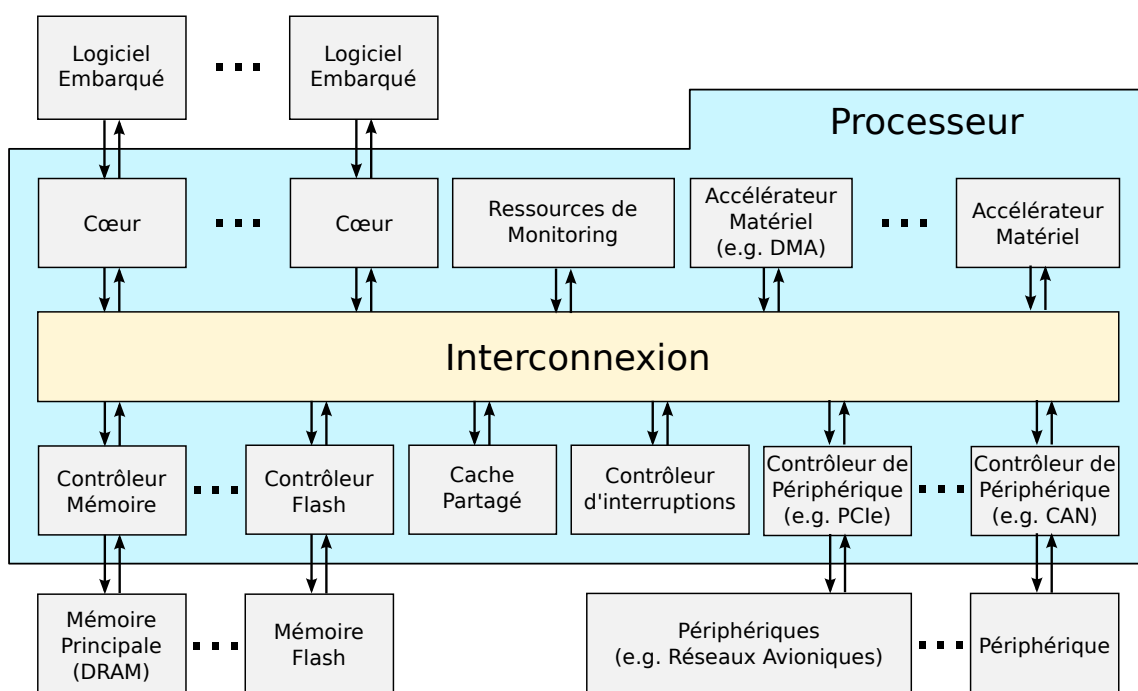 Logiciel
Embarqué
Logiciel
Embarqué
Processeur
Cœur
Cœur
Ressources de
Monitoring
Accélérateur
Matériel
(e.g. DMA)
Accélérateur
Matériel
Interconnexion
Contrôleur
Mémoire
Contrôleur
Flash
Cache
Partagé
Contrôleur
d'interruptions
Contrôleur de
Périphérique
(e.g. PCIe)
Contrôleur de
Périphérique
(e.g. CAN)
Mémoire
Principale
(DRAM)
Mémoire
Flash
Périphériques
(e.g. Réseaux Avioniques)
Périphérique